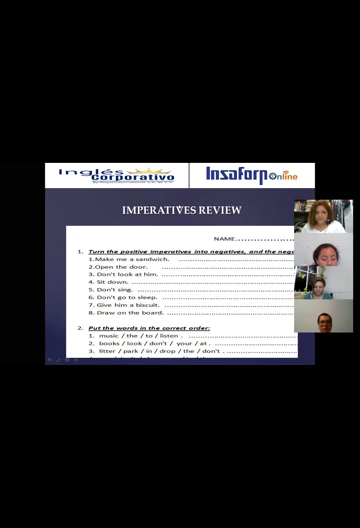 Inglés Corporativo
Insaforp Online
IMPERATIVES REVIEW
NAME....................
1. Turn the positive imperatives into negatives, and the nega
1.Make me a sandwich. ....................................
2.Open the door. ....................................
3. Don't look at him. ....................................
4. Sit down. ....................................
5. Don't sing. ....................................
6. Don't go to sleep. ....................................
7. Give him a biscuit. ....................................
8. Draw on the board. ....................................
2. Put the words in the correct order:
1. music / the / to / listen . ....................................
2. books / look / don't / your / at . ....................................
3. litter / park / in / drop / the / don't . ....................................